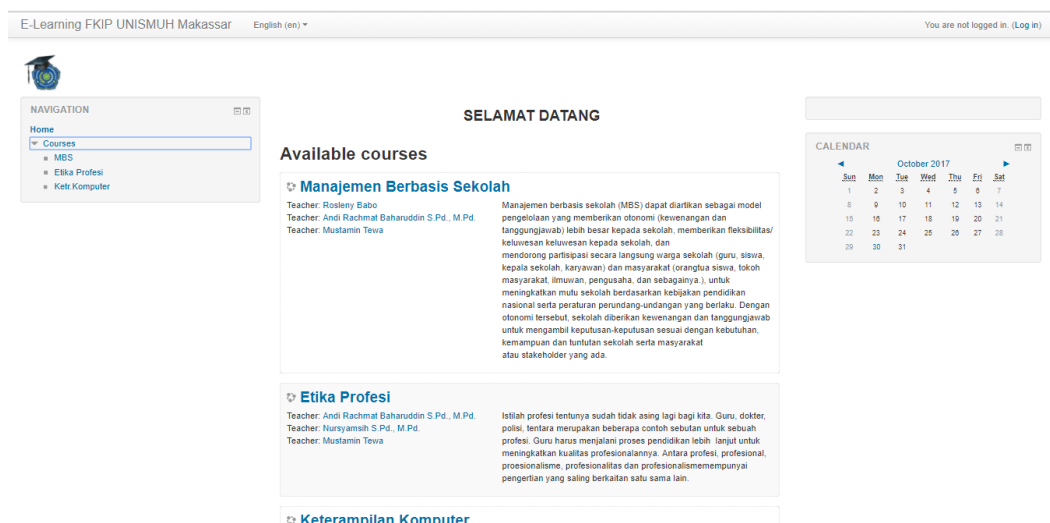 E-Learning FKIP UNISMUH Makassar English (en)
You are not logged in. (Log in)
NAVIGATION
Home
Courses
MBS
Etika Profesi
Ketr.Komputer
SELAMAT DATANG
Available courses
Manajemen Berbasis Sekolah
Teacher: Rosleny Babo
Teacher: Andi Rachmat Baharuddin S.Pd., M.Pd.
Teacher: Mustamin Tewa
Manajemen berbasis sekolah (MBS) dapat diartikan sebagai model
pengelolaan yang memberikan otonomi (kewenangan dan
tanggungjawab) lebih besar kepada sekolah, memberikan fleksibilitas/
keluwesan keluwesan kepada sekolah, dan
mendorong partisipasi secara langsung warga sekolah (guru, siswa,
kepala sekolah, karyawan) dan masyarakat (orangtua siswa, tokoh
masyarakat, ilmuwan, pengusaha, dan sebagainya.), untuk
meningkatkan mutu sekolah berdasarkan kebijakan pendidikan
nasional serta peraturan perundang-undangan yang berlaku. Dengan
otonomi tersebut, sekolah diberikan kewenangan dan tanggungjawab
untuk mengambil keputusan-keputusan sesuai dengan kebutuhan,
kemampuan dan tuntutan sekolah serta masyarakat
atau stakeholder yang ada.
Etika Profesi
Teacher: Andi Rachmat Baharuddin S.Pd., M.Pd.
Teacher: Nursyamsih S.Pd., M.Pd.
Teacher: Mustamin Tewa
Istilah profesi tentunya sudah tidak asing lagi bagi kita. Guru, dokter,
polisi, tentara merupakan beberapa contoh sebutan untuk sebuah
profesi. Guru harus menjalani proses pendidikan lebih lanjut untuk
meningkatkan kualitas profesionalannya. Antara profesi, profesional,
proesionalisme, profesionalitas dan profesionalismemempunyai
pengertian yang saling berkaitan satu sama lain.
Keterampilan Komputer
CALENDAR
October 2017
Sun Mon Tue Wed Thu Fri Sat
1 2 3 4 5 6 7
8 9 10 11 12 13 14
15 16 17 18 19 20 21
22 23 24 25 26 27 28
29 30 31